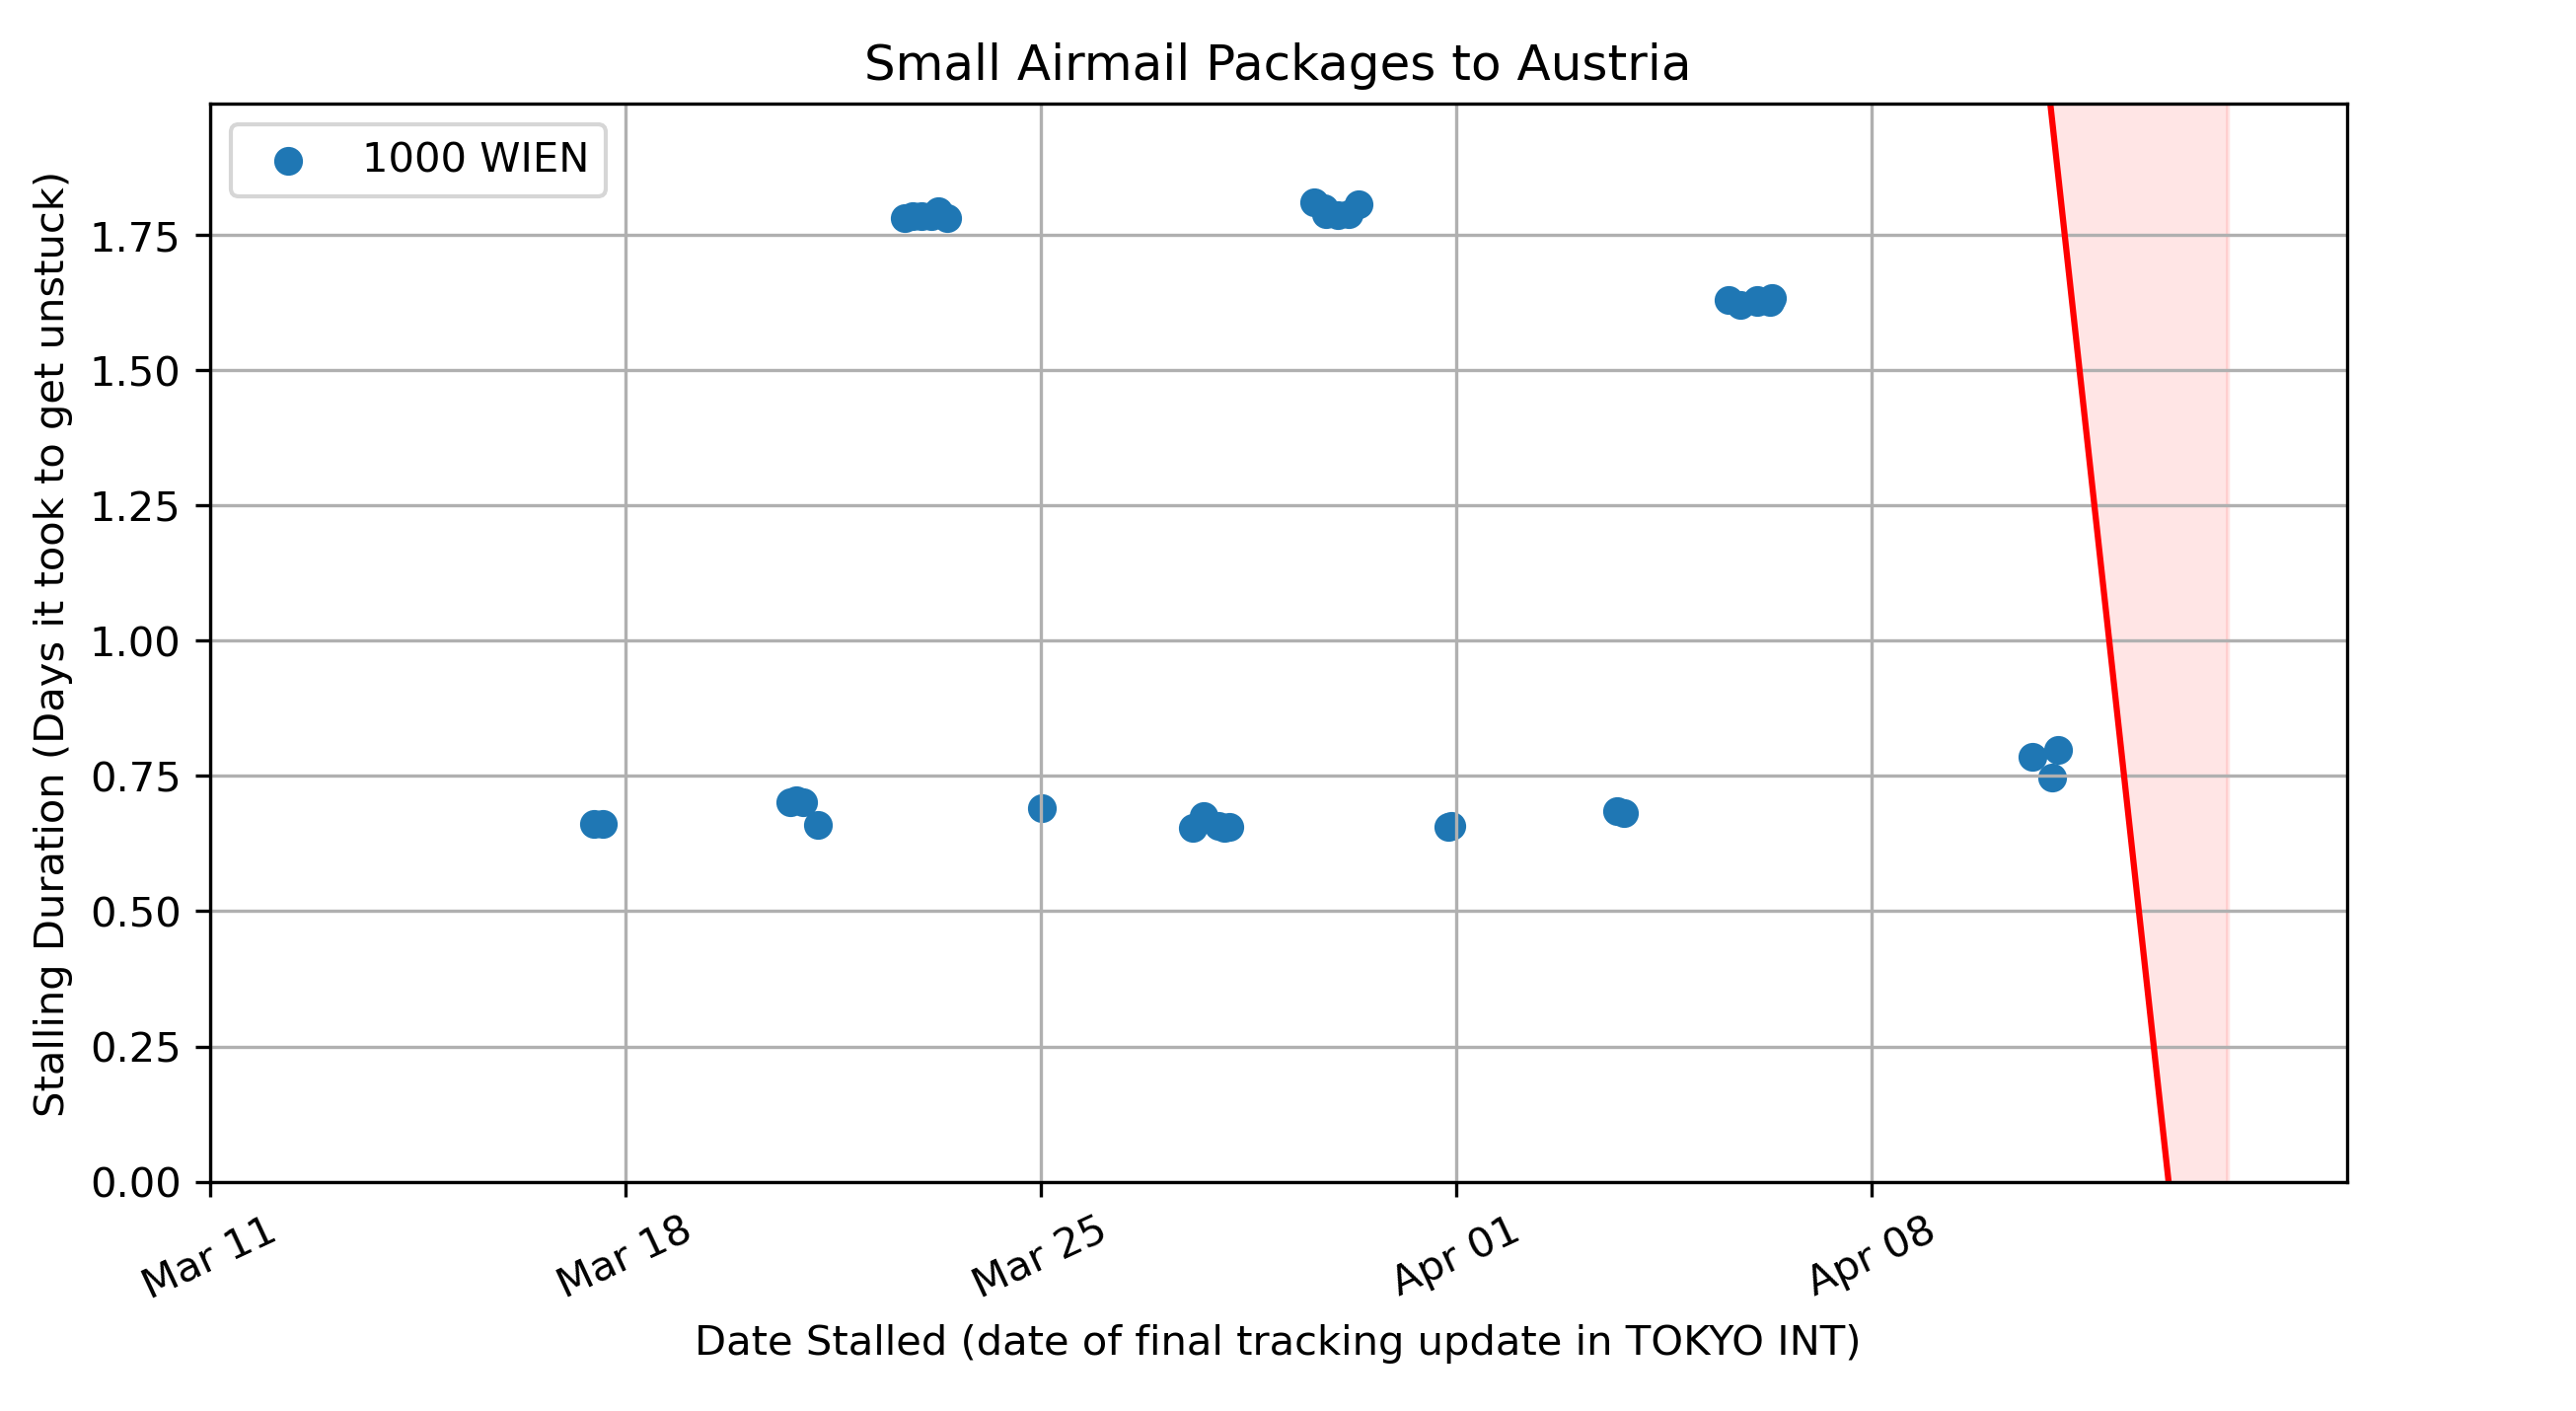 Small Airmail Packages to Austria
1000 WIEN
Stalling Duration (Days it took to get unstuck)
1.75
1.50
1.25
1.00
0.75
0.50
0.25
0.00
Mar 11
Mar 18
Mar 25
Apr 01
Apr 08
Date Stalled (date of final tracking update in TOKYO INT)